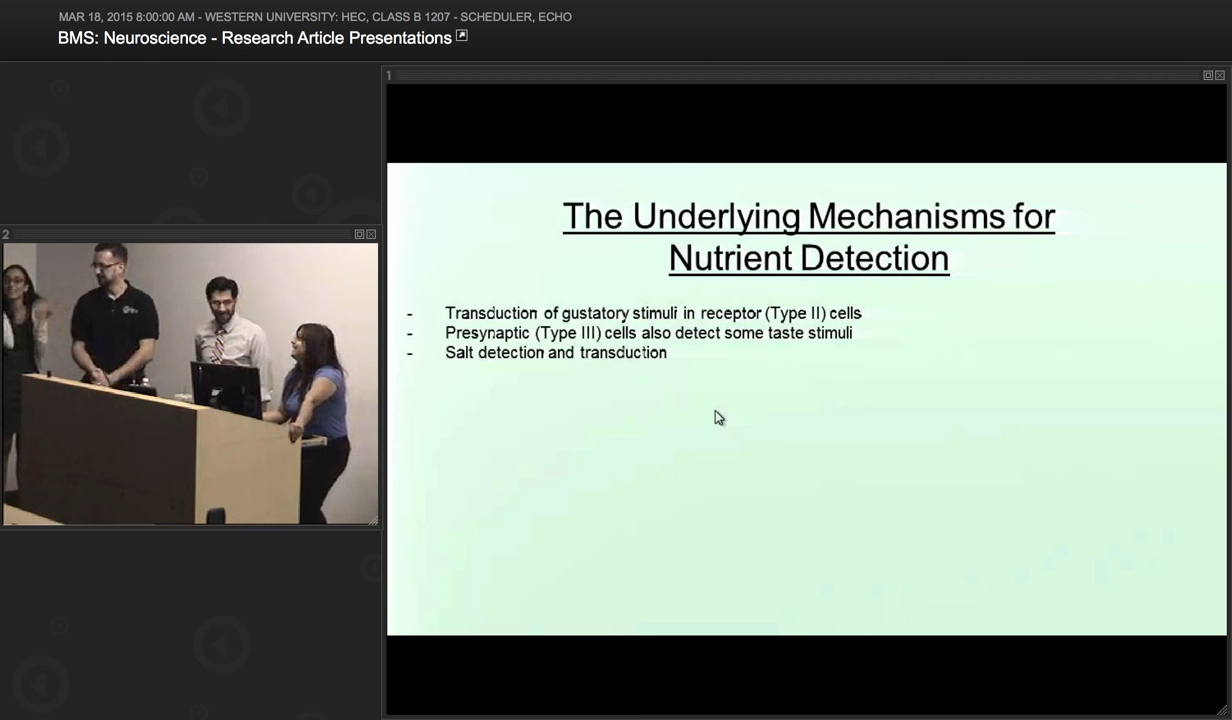 MAR 18, 2015 8:00:00 AM - WESTERN UNIVERSITY: HEC, CLASS B 1207 - SCHEDULER, ECHO
BMS: Neuroscience - Research Article Presentations
1
2
The Underlying Mechanisms for
Nutrient Detection
- Transduction of gustatory stimuli in receptor (Type II) cells
- Presynaptic (Type III) cells also detect some taste stimuli
- Salt detection and transduction